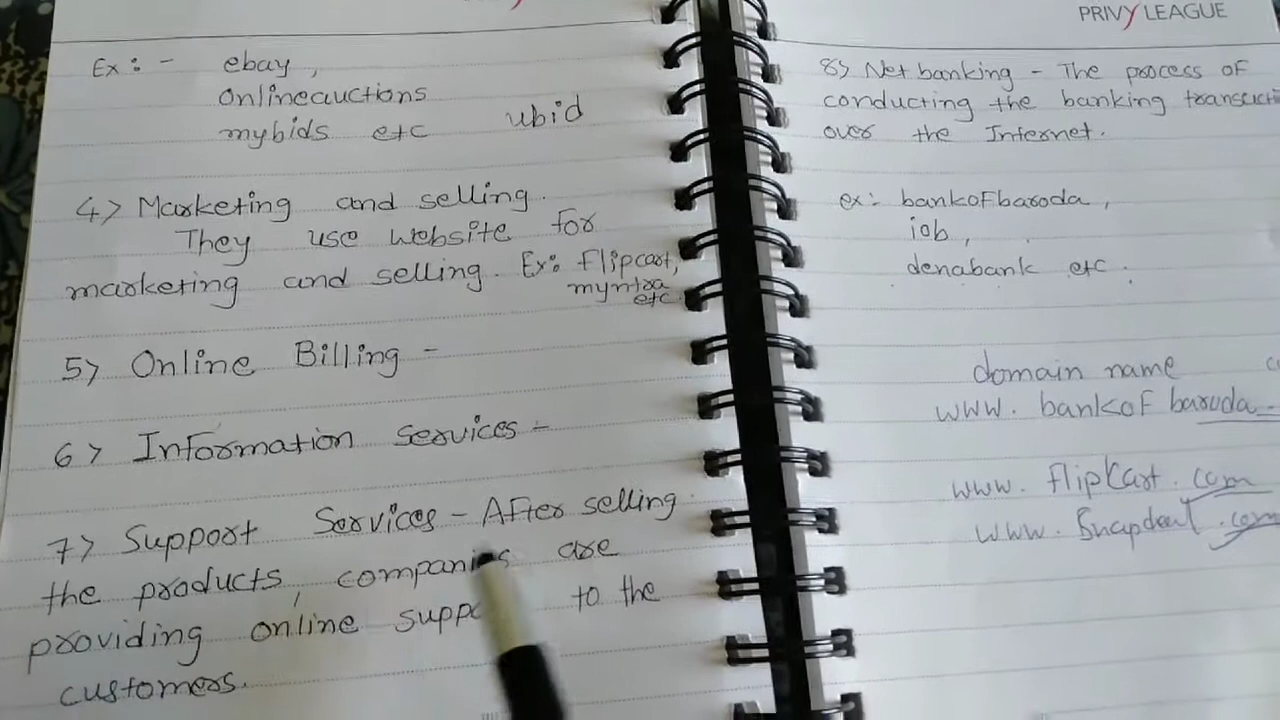 Ex: - ebay,
onlineauctions
mybids etc ubid
4> Marketing and selling.
They use website for
marketing and selling. Ex: Flipcart,
myntra
etc
5> Online Billing -
6> Information services -
7> Support Services - After selling
the products, companies are
providing online to the
customers.
PRIVY LEAGUE
8> Net banking - The process of
conducting the banking
over the Internet.
ex: bankofbaroda,
iob,
denabank etc.
domain name
www. bankof baroda
www. flipkart . com
www. Snapdeal . com